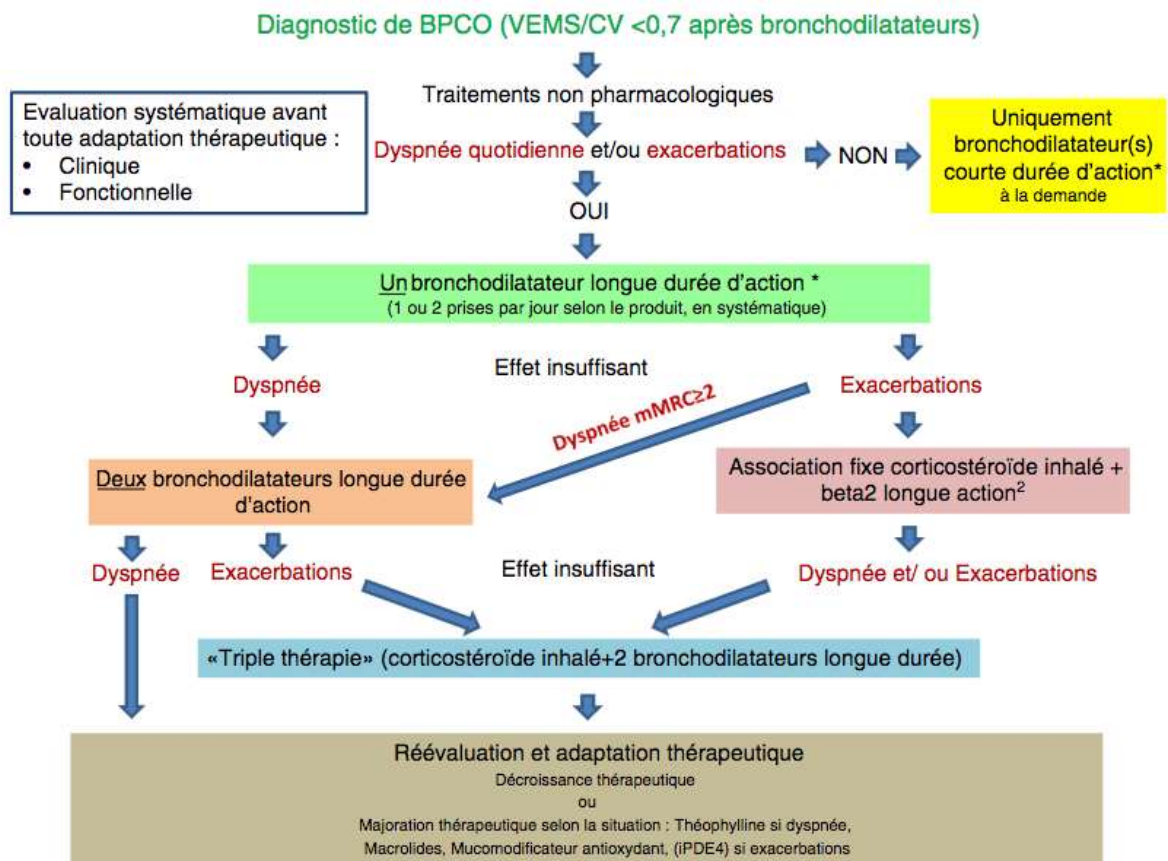 Diagnostic de BPCO (VEMS/CV <0,7 après bronchodilatateurs)
Evaluation systématique avant
toute adaptation thérapeutique :
• Clinique
• Fonctionnelle
Traitements non pharmacologiques
Dyspnée quotidienne et/ou exacerbations
NON
Uniquement
bronchodilatateur(s)
courte durée d’action*
à la demande
OUI
Un bronchodilatateur longue durée d’action *
(1 ou 2 prises par jour selon le produit, en systématique)
Effet insuffisant
Dyspnée
Exacerbations
Dyspnée mMRC≥2
Deux bronchodilatateurs longue durée
d’action
Association fixe corticostéroïde inhalé +
beta2 longue action²
Dyspnée
Exacerbations
Effet insuffisant
Dyspnée et/ ou Exacerbations
«Triple thérapie» (corticostéroïde inhalé+2 bronchodilatateurs longue durée)
Réévaluation et adaptation thérapeutique
Décroissance thérapeutique
ou
Majoration thérapeutique selon la situation : Théophylline si dyspnée,
Macrolides, Mucomodificateur antioxydant, (iPDE4) si exacerbations